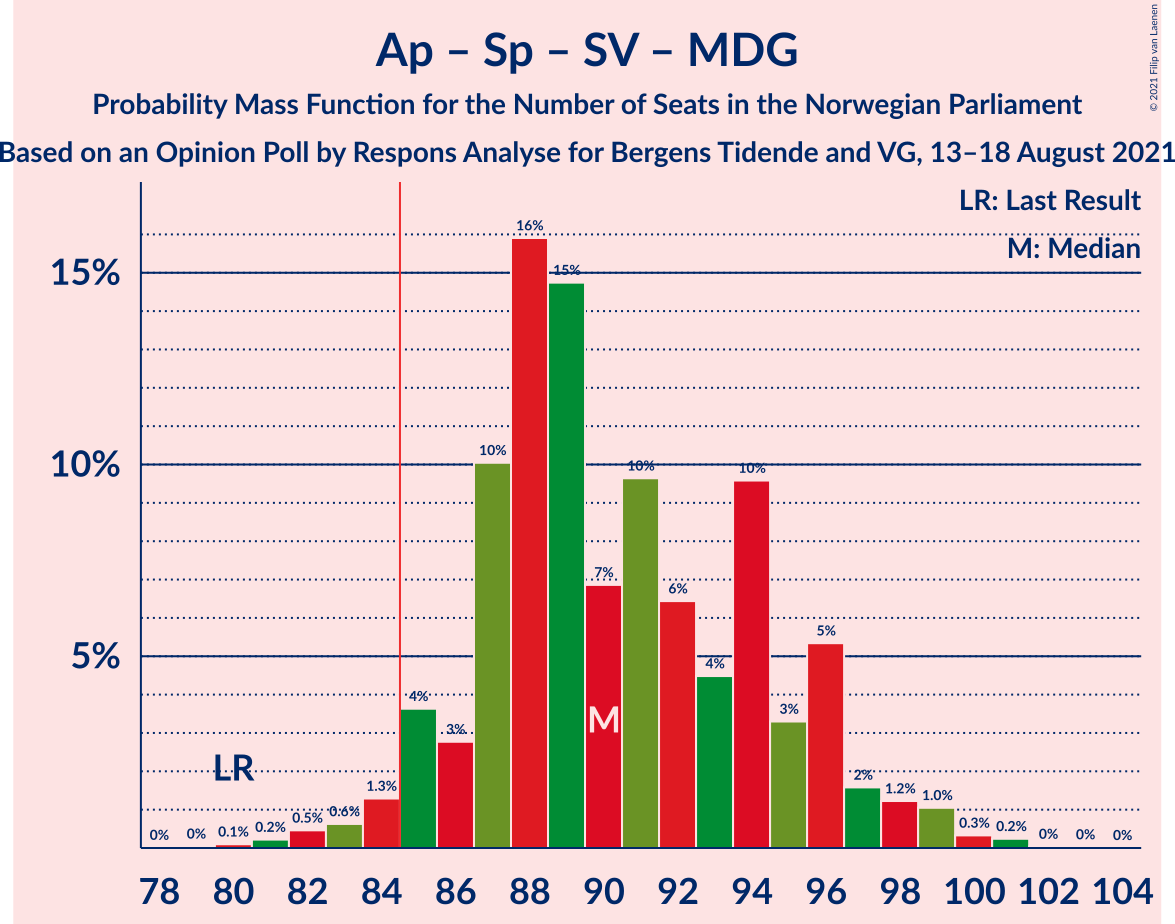 Ap – Sp – SV – MDG
Probability Mass Function for the Number of Seats in the Norwegian Parliament
Based on an Opinion Poll by Respons Analyse for Bergens Tidende and VG, 13–18 August 2021
© 2021 Filip van Laenen
LR: Last Result
M: Median
15%
10%
5%
0% 0% 0.1% 0.2% 0.5% 0.6% 1.3% 4% 3% 10% 16% 15% 7% 10% 6% 4% 10% 3% 5% 2% 1.2% 1.0% 0.3% 0.2% 0% 0% 0%
LR
M
78 80 82 84 86 88 90 92 94 96 98 100 102 104